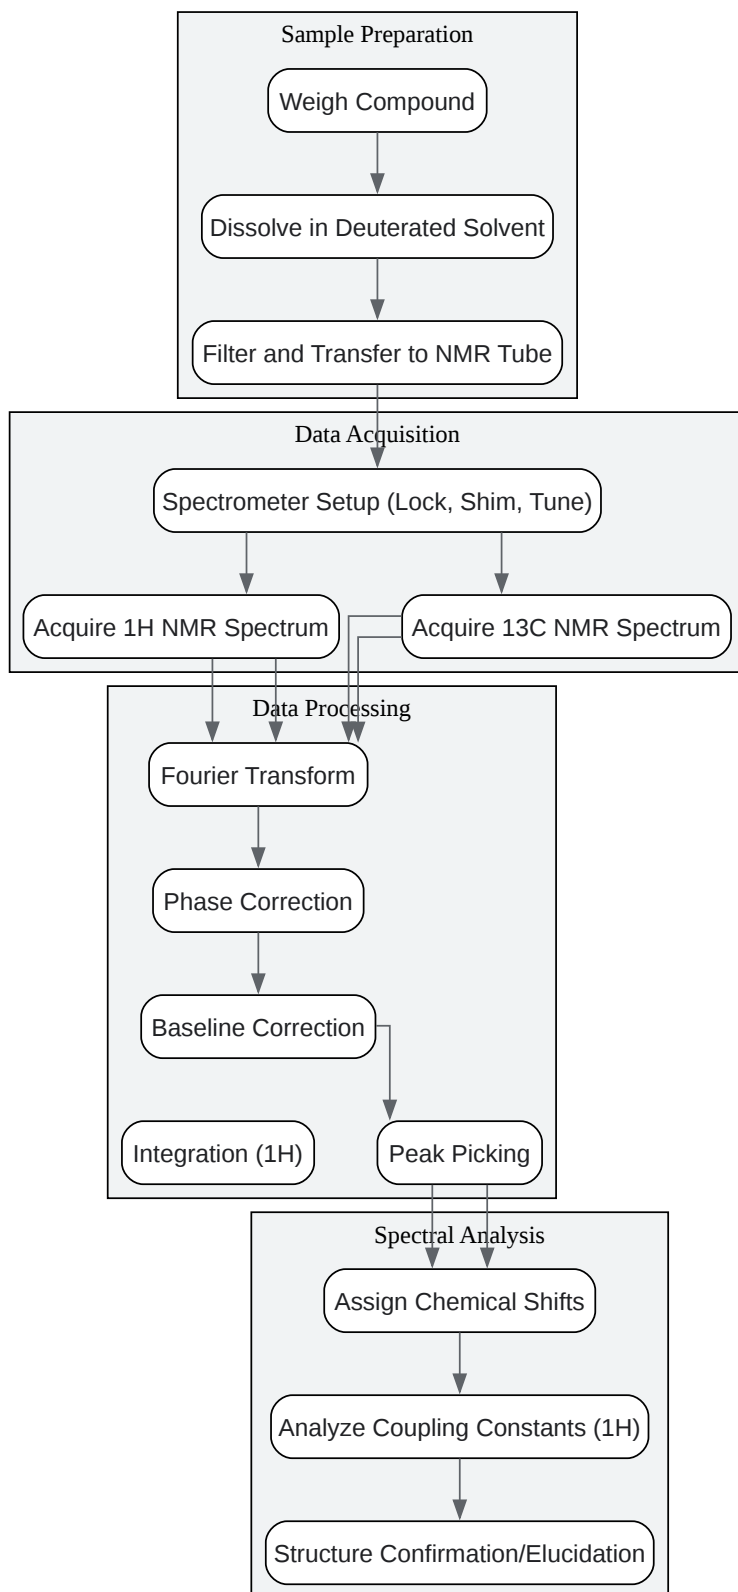 Sample Preparation
Weigh Compound
Dissolve in Deuterated Solvent
Filter and Transfer to NMR Tube
Data Acquisition
Spectrometer Setup (Lock, Shim, Tune)
Acquire 1H NMR Spectrum
Acquire 13C NMR Spectrum
Data Processing
Fourier Transform
Phase Correction
Baseline Correction
Integration (1H)
Peak Picking
Spectral Analysis
Assign Chemical Shifts
Analyze Coupling Constants (1H)
Structure Confirmation/Elucidation